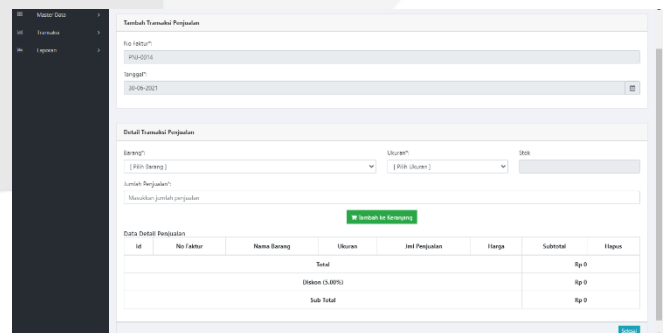 Master Data
Transaksi
Laporan
Tambah Transaksi Penjualan
No Faktur*:
PNJ-0014
Tanggal*:
30-06-2021
Detail Transaksi Penjualan
Barang*: Ukuran*: Stok
[ Pilih Barang ] [ Pilih Ukuran ]
Jumlah Penjualan*:
Masukkan jumlah penjualan
Tambah ke Keranjang
Data Detail Penjualan
Id No Faktur Nama Barang Ukuran Jml Penjualan Harga Subtotal Hapus
Total Rp 0
Diskon (5.00%) Rp 0
Sub Total Rp 0
Selesai